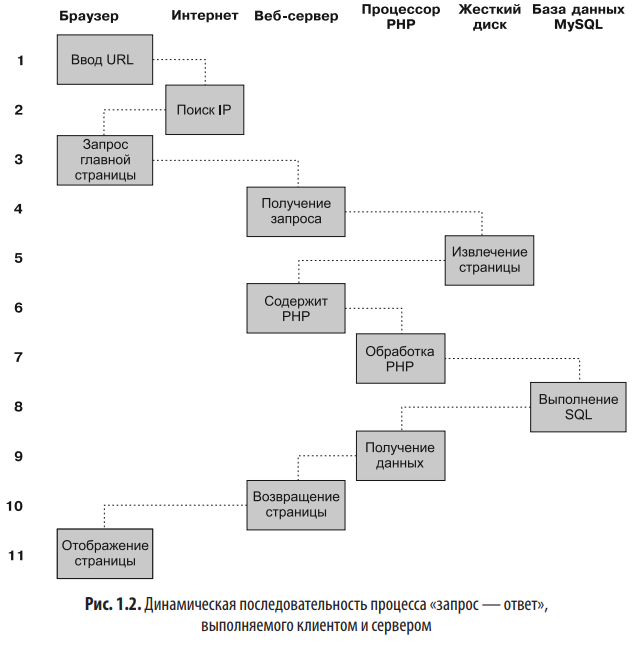 Браузер Интернет Веб-сервер Процессор PHP Жесткий диск База данных MySQL
1 Ввод URL
2 Поиск IP
3 Запрос главной страницы
4 Получение запроса
5 Извлечение страницы
6 Содержит PHP
7 Обработка PHP
8 Выполнение SQL
9 Получение данных
10 Возвращение страницы
11 Отображение страницы
Рис. 1.2. Динамическая последовательность процесса «запрос — ответ»,
выполняемого клиентом и сервером